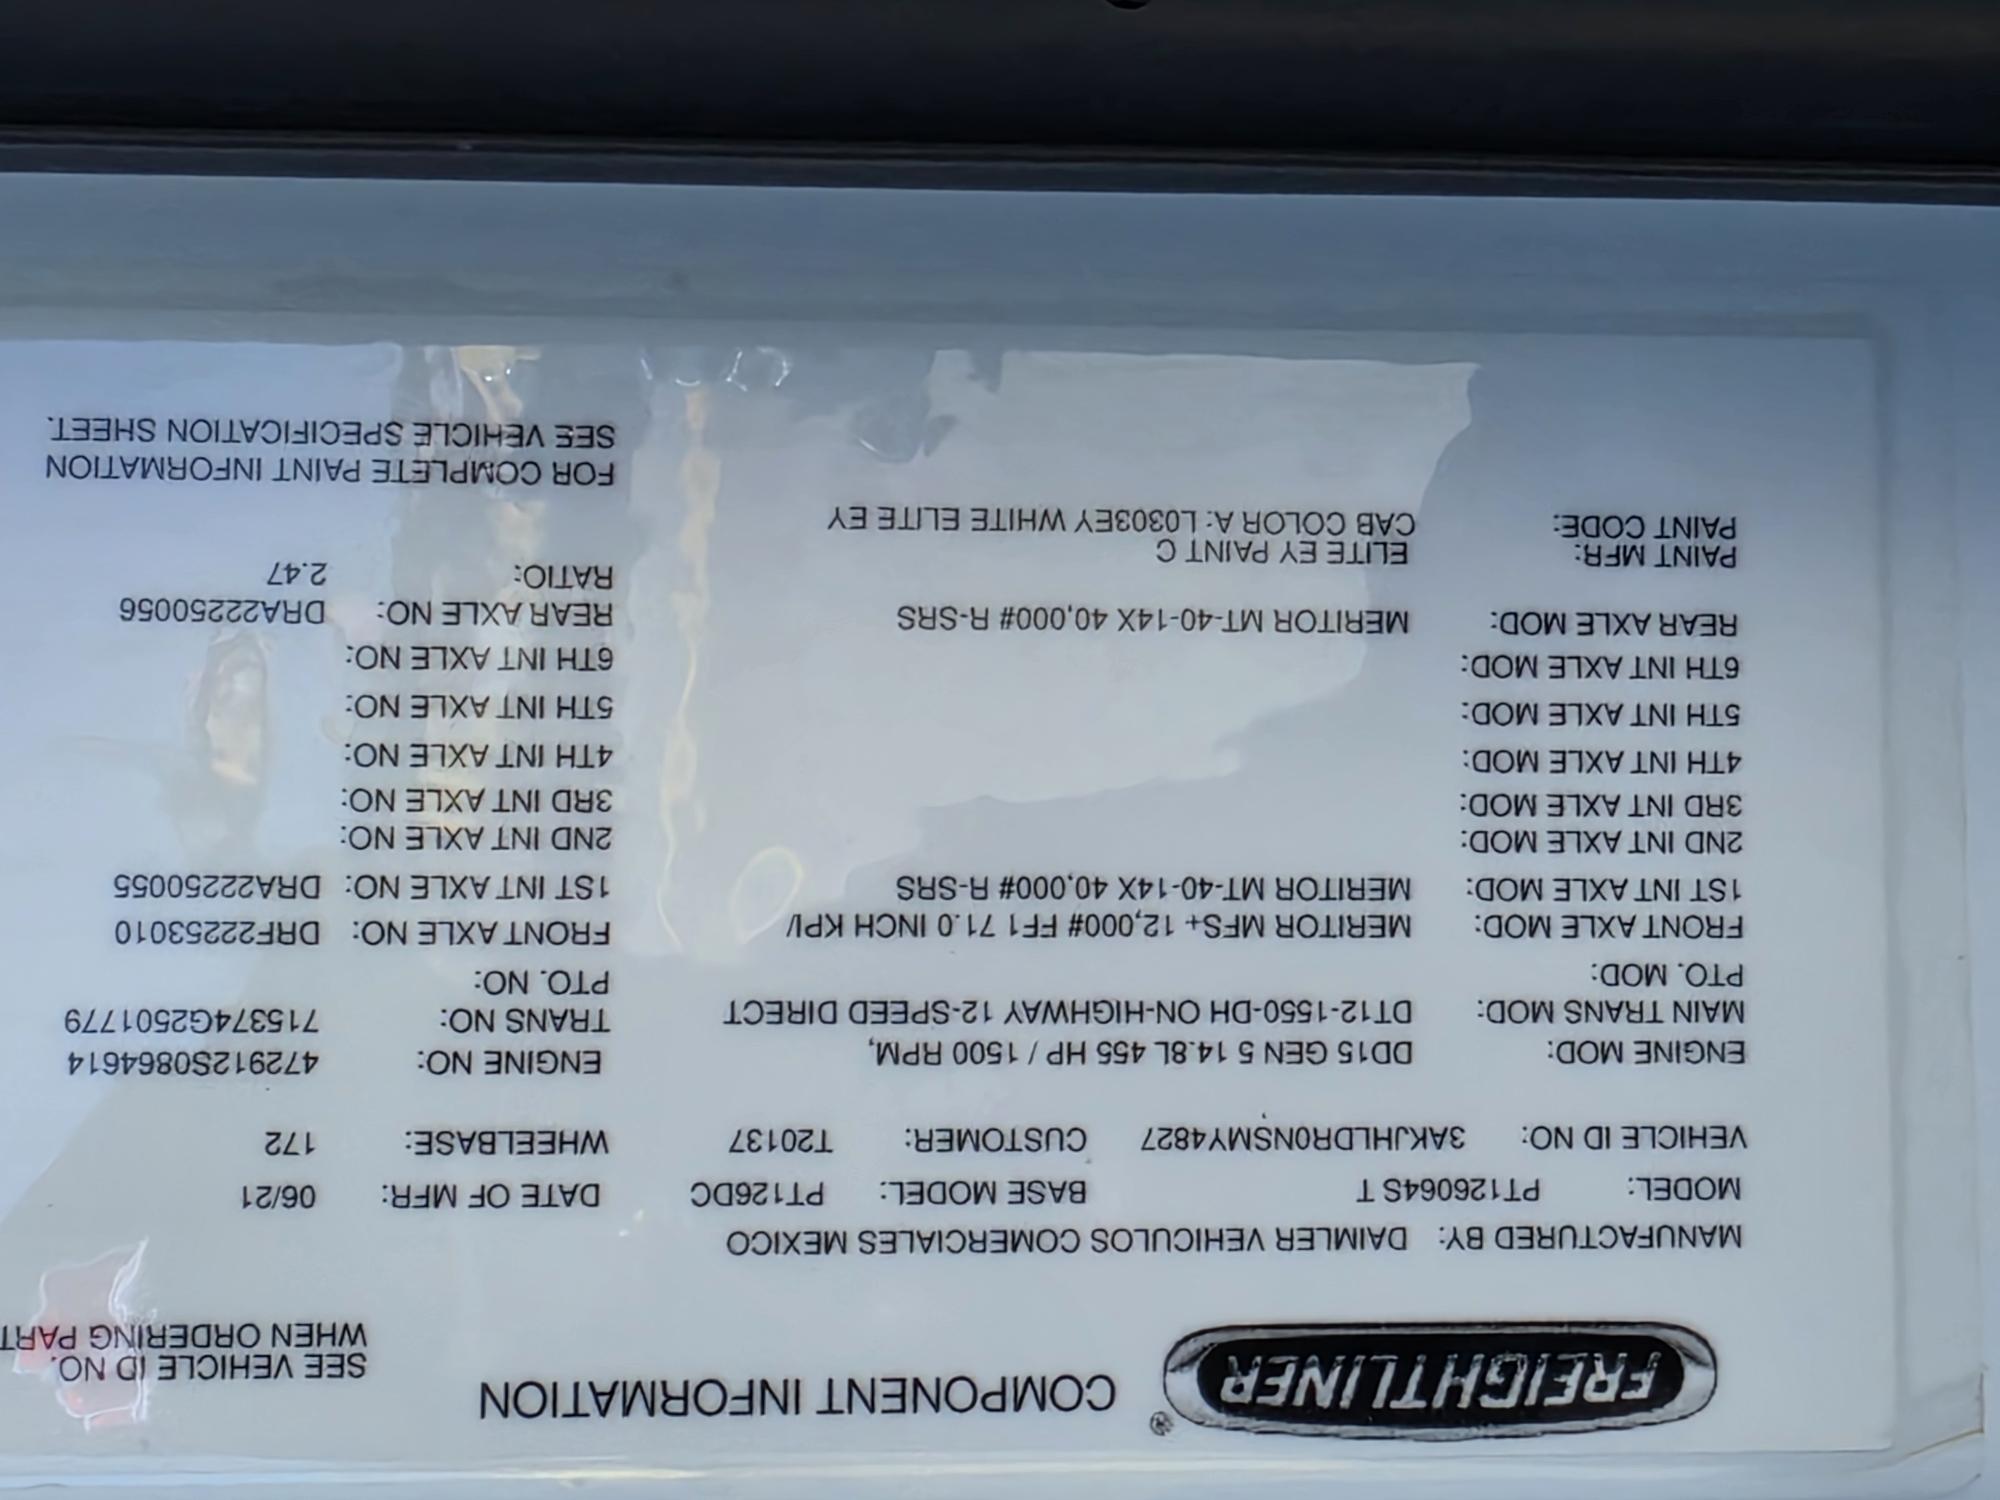 FREIGHTLINER® COMPONENT INFORMATION
SEE VEHICLE ID NO.
WHEN ORDERING PART
MANUFACTURED BY: DAIMLER VEHICULOS COMERCIALES MEXICO
MODEL: PT126064S T BASE MODEL: PT126DC DATE OF MFR: 06/21
VEHICLE ID NO: 3AKJHLDR0NSMY4827 CUSTOMER: T20137 WHEELBASE: 172
ENGINE MOD: DD15 GEN 5 14.8L 455 HP / 1500 RPM, ENGINE NO: 472912S0864614
MAIN TRANS MOD: DT12-1550-DH ON-HIGHWAY 12-SPEED DIRECT TRANS NO: 715374G2501779
PTO. MOD: PTO. NO:
FRONT AXLE MOD: MERITOR MFS+ 12,000# FF1 71.0 INCH KPI/ FRONT AXLE NO: DRF22253010
1ST INT AXLE MOD: MERITOR MT-40-14X 40,000# R-SRS 1ST INT AXLE NO: DRA22250055
2ND INT AXLE MOD: 2ND INT AXLE NO:
3RD INT AXLE MOD: 3RD INT AXLE NO:
4TH INT AXLE MOD: 4TH INT AXLE NO:
5TH INT AXLE MOD: 5TH INT AXLE NO:
6TH INT AXLE MOD: 6TH INT AXLE NO:
REAR AXLE MOD: MERITOR MT-40-14X 40,000# R-SRS REAR AXLE NO: DRA22250056
RATIO: 2.47
PAINT MFR: ELITE EY PAINT C
PAINT CODE: CAB COLOR A: L0303EY WHITE ELITE EY
FOR COMPLETE PAINT INFORMATION
SEE VEHICLE SPECIFICATION SHEET.